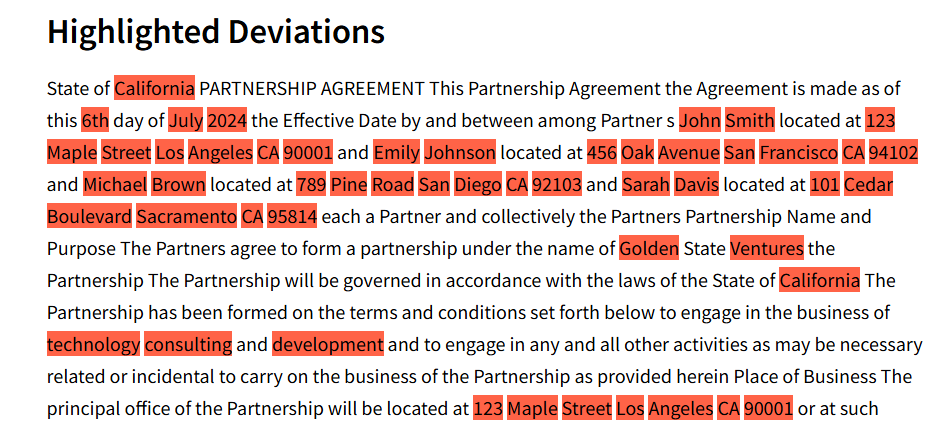 Highlighted Deviations
State of California PARTNERSHIP AGREEMENT This Partnership Agreement the Agreement is made as of
this 6th day of July 2024 the Effective Date by and between among Partner s John Smith located at 123
Maple Street Los Angeles CA 90001 and Emily Johnson located at 456 Oak Avenue San Francisco CA 94102
and Michael Brown located at 789 Pine Road San Diego CA 92103 and Sarah Davis located at 101 Cedar
Boulevard Sacramento CA 95814 each a Partner and collectively the Partners Partnership Name and
Purpose The Partners agree to form a partnership under the name of Golden State Ventures the
Partnership The Partnership will be governed in accordance with the laws of the State of California The
Partnership has been formed on the terms and conditions set forth below to engage in the business of
technology consulting and development and to engage in any and all other activities as may be necessary
related or incidental to carry on the business of the Partnership as provided herein Place of Business The
principal office of the Partnership will be located at 123 Maple Street Los Angeles CA 90001 or at such